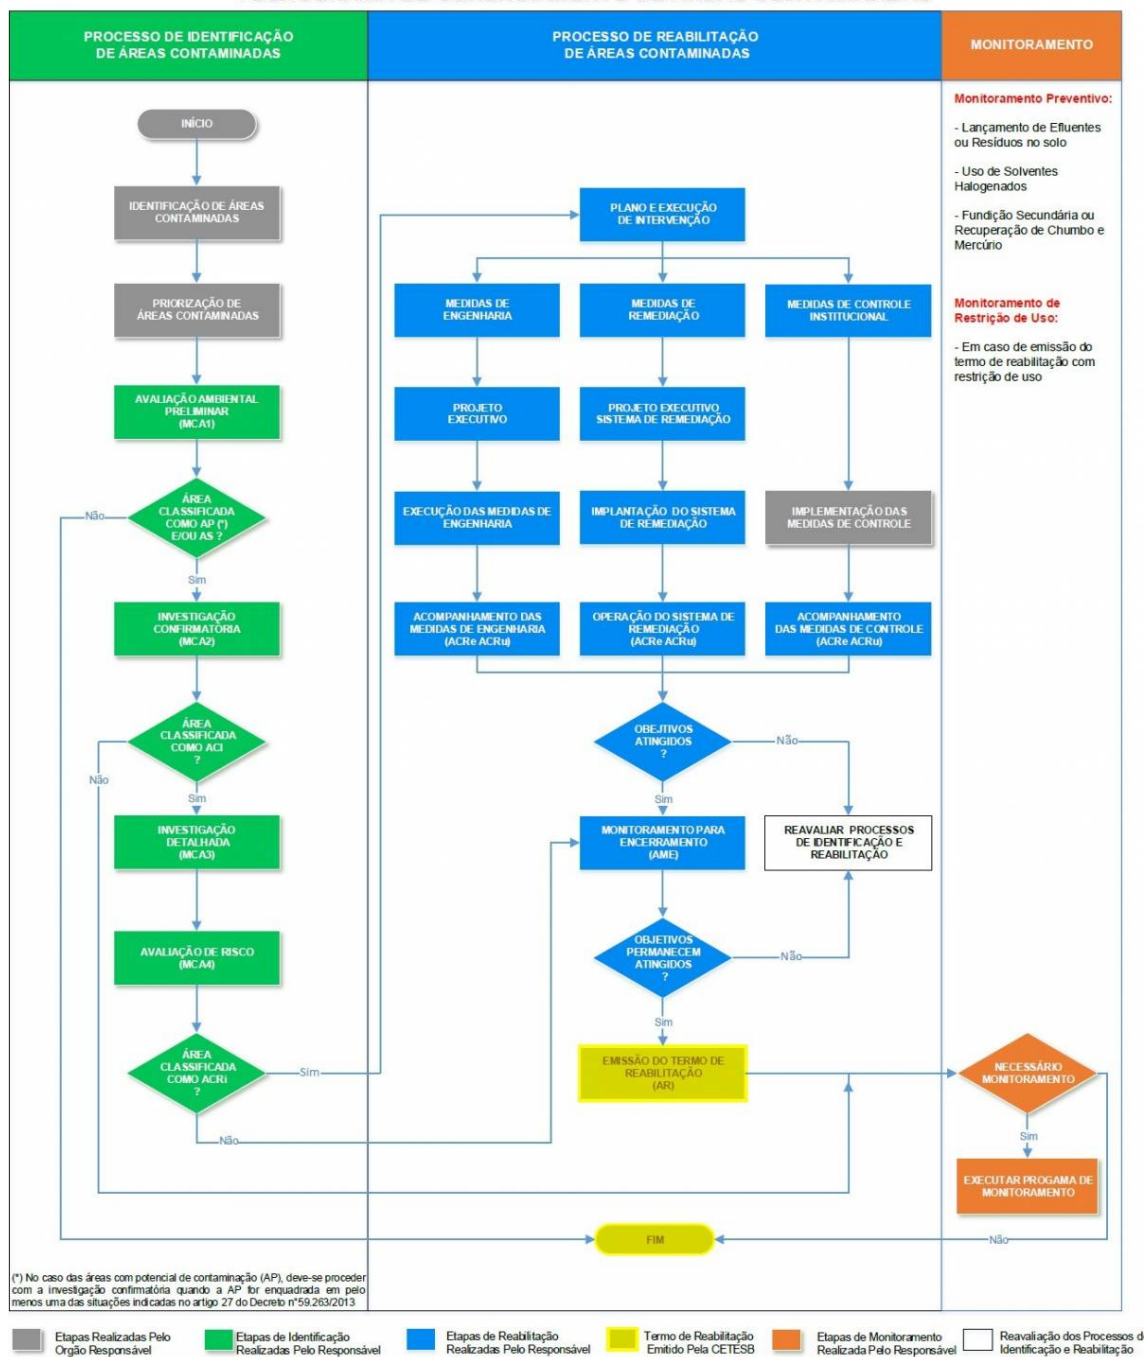 PROCESSO DE IDENTIFICAÇÃO
DE ÁREAS CONTAMINADAS
PROCESSO DE REABILITAÇÃO
DE ÁREAS CONTAMINADAS
MONITORAMENTO
INÍCIO
IDENTIFICAÇÃO DE ÁREAS
CONTAMINADAS
PRIORIZAÇÃO DE
ÁREAS CONTAMINADAS
AVALIAÇÃO AMBIENTAL
PRELIMINAR
(MCA1)
ÁREA
CLASSIFICADA
COMO AP (*)
E/OU AS ?
Não
Sim
INVESTIGAÇÃO
CONFIRMATÓRIA
(MCA2)
ÁREA
CLASSIFICADA
COMO ACI
?
Não
Sim
INVESTIGAÇÃO
DETALHADA
(MCA3)
AVALIAÇÃO DE RISCO
(MCA4)
ÁREA
CLASSIFICADA
COMO ACRi
?
Sim
Não
(*) No caso das áreas com potencial de contaminação (AP), deve-se proceder
com a investigação confirmatória quando a AP for enquadrada em pelo
menos uma das situações indicadas no artigo 27 do Decreto n°59.263/2013
PLANO E EXECUÇÃO
DE INTERVENÇÃO
MEDIDAS DE
ENGENHARIA
MEDIDAS DE
REMEDIAÇÃO
MEDIDAS DE CONTROLE
INSTITUCIONAL
PROJETO
EXECUTIVO
PROJETO EXECUTIVO
SISTEMA DE REMEDIAÇÃO
EXECUÇÃO DAS MEDIDAS DE
ENGENHARIA
IMPLANTAÇÃO DO SISTEMA
DE REMEDIAÇÃO
IMPLEMENTAÇÃO DAS
MEDIDAS DE CONTROLE
ACOMPANHAMENTO DAS
MEDIDAS DE ENGENHARIA
(ACRe ACRu)
OPERAÇÃO DO SISTEMA DE
REMEDIAÇÃO
(ACRe ACRu)
ACOMPANHAMENTO
DAS MEDIDAS DE CONTROLE
(ACRe ACRu)
OBEJTIVOS
ATINGIDOS
?
Não
Sim
MONITORAMENTO PARA
ENCERRAMENTO
(AME)
REAVALIAR PROCESSOS
DE IDENTIFICAÇÃO E
REABILITAÇÃO
OBJETIVOS
PERMANECEM
ATINGIDOS
?
Não
Sim
EMISSÃO DO TERMO DE
REABILITAÇÃO
(AR)
FIM
Monitoramento Preventivo:
- Lançamento de Efluentes
ou Resíduos no solo
- Uso de Solventes
Halogenados
- Fundição Secundária ou
Recuperação de Chumbo e
Mercúrio
Monitoramento de
Restrição de Uso:
- Em caso de emissão do
termo de reabilitação com
restrição de uso
NECESSÁRIO
MONITORAMENTO
Sim
EXECUTAR PROGAMA DE
MONITORAMENTO
Não
Etapas Realizadas Pelo
Orgão Responsável
Etapas de Identificação
Realizadas Pelo Responsável
Etapas de Reabilitação
Realizadas Pelo Responsável
Termo de Reabilitação
Emitido Pela CETESB
Etapas de Monitoramento
Realizada Pelo Responsável
Reavaliação dos Processos d
Identificação e Reabilitação